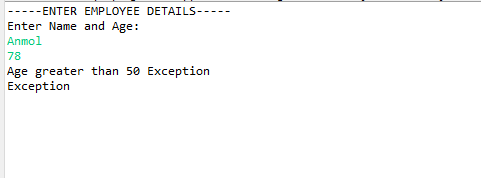 -----ENTER EMPLOYEE DETAILS-----
Enter Name and Age:
Anmol
78
Age greater than 50 Exception
Exception